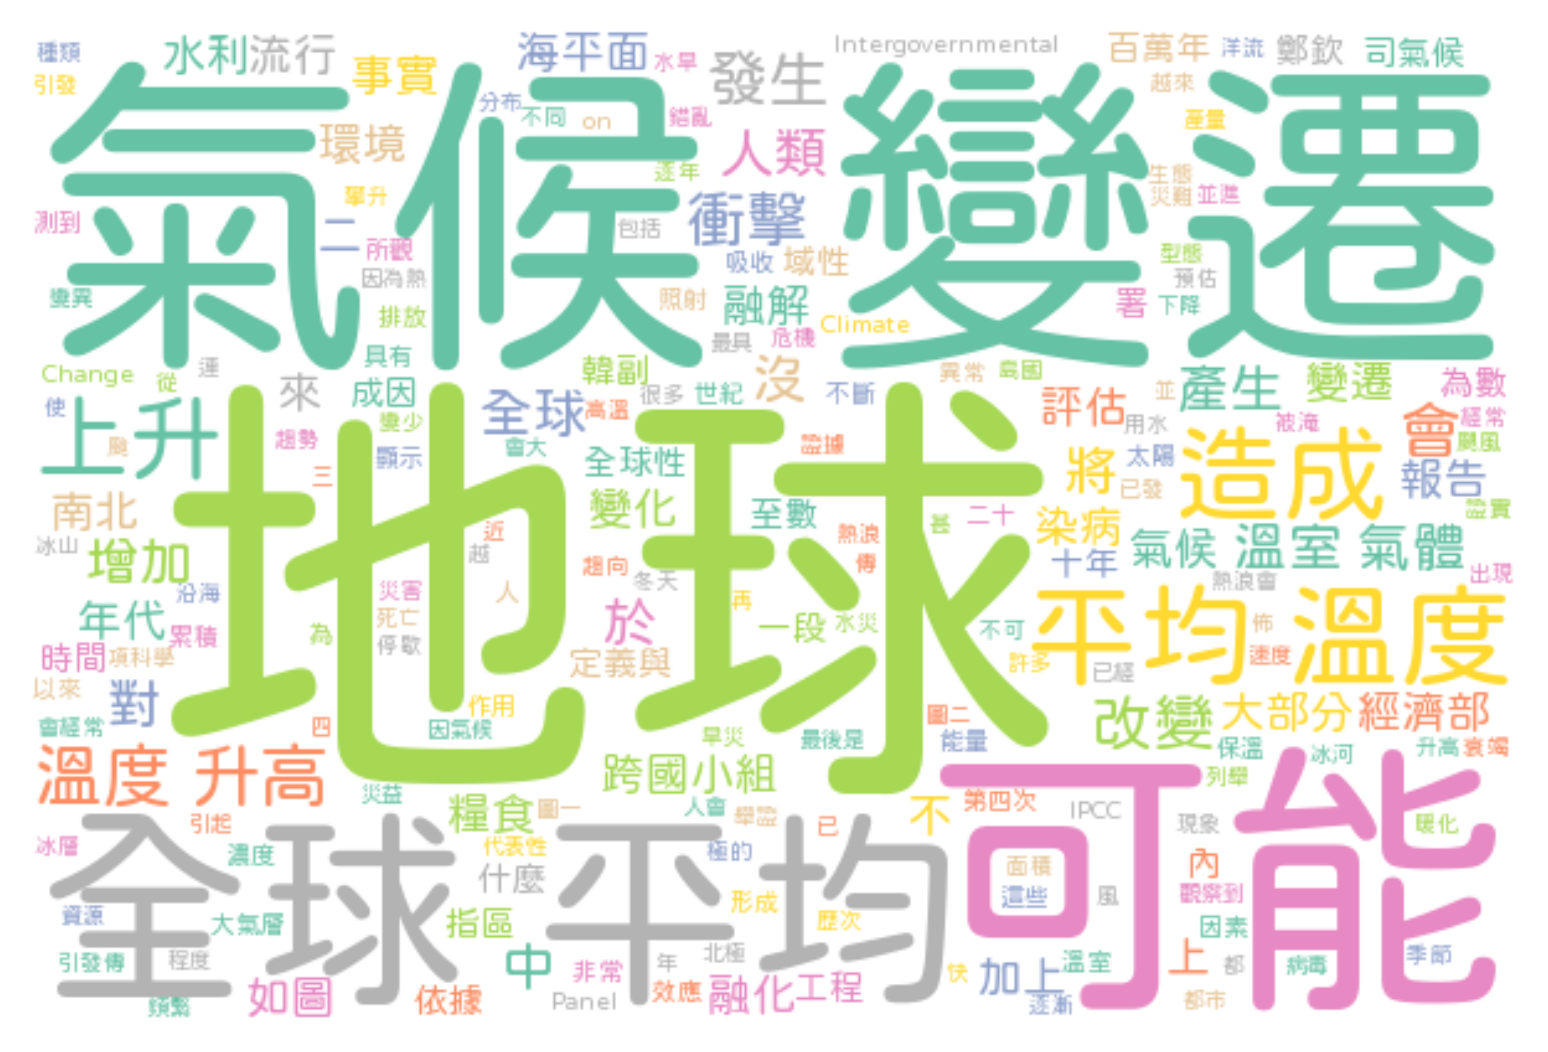 種類 水利 流行 海平面 水旱 發生 Intergovernmental 百萬年 洋流 鄭欽 司氣候
引發 事實 分布 不同 on 錯亂 越來 產量
氣候 變遷
環境 逐年 人類 生態
攀升 災難 並進
測到 二 所觀 包括 衝擊 吸收 域性 型態
因為熱 預估
變異 排放 照射 融解 Climate 署 下降
最具 危機
具有
Change 從 運 來 成因 韓副 很多 世紀 沒 不斷 異常 島國 並 產生 變遷 為數
使 上升 颱 趨勢 變少 全球 高溫 評估 用水 被淹 會 經常 颶風
顯示 會大 全球性 證據 將 太陽 造成 報告
地球
三 已發
南北 變化 至數 熱浪 甚 二十 染病 證實
冰山 增加 近 越 趨向 冬天 傳 十年 氣候 溫室 氣體
沿海 災害 人 熱浪會 出現
年代 累積 死亡 為 停歇 於 再 一段 水災 不可 平均 溫度
時間 項科學 定義與 許多 已經 佈 速度
以來 對 作用
會經常 四 因氣候 旱災 最後是 圖二 能量 改變 大部分 經濟部
保溫 冰河 升高 衰竭
溫度 升高 跨國小組 可能 列舉
災益 糧食 圖一 人會 舉證 不 第四次 IPCC
引起 已 現象 暖化
冰層 濃度 代表性 極的 內
全球 平均
什麼 面積
資源 大氣層 指區 形成 歷次 這些 風 觀察到
因素
引發傳 程度 中 非常 年 北極 快 加上 溫室 上 都 病毒 季節
頻繁 如圖 依據 Panel 效應 融化 工程 逐漸 都市